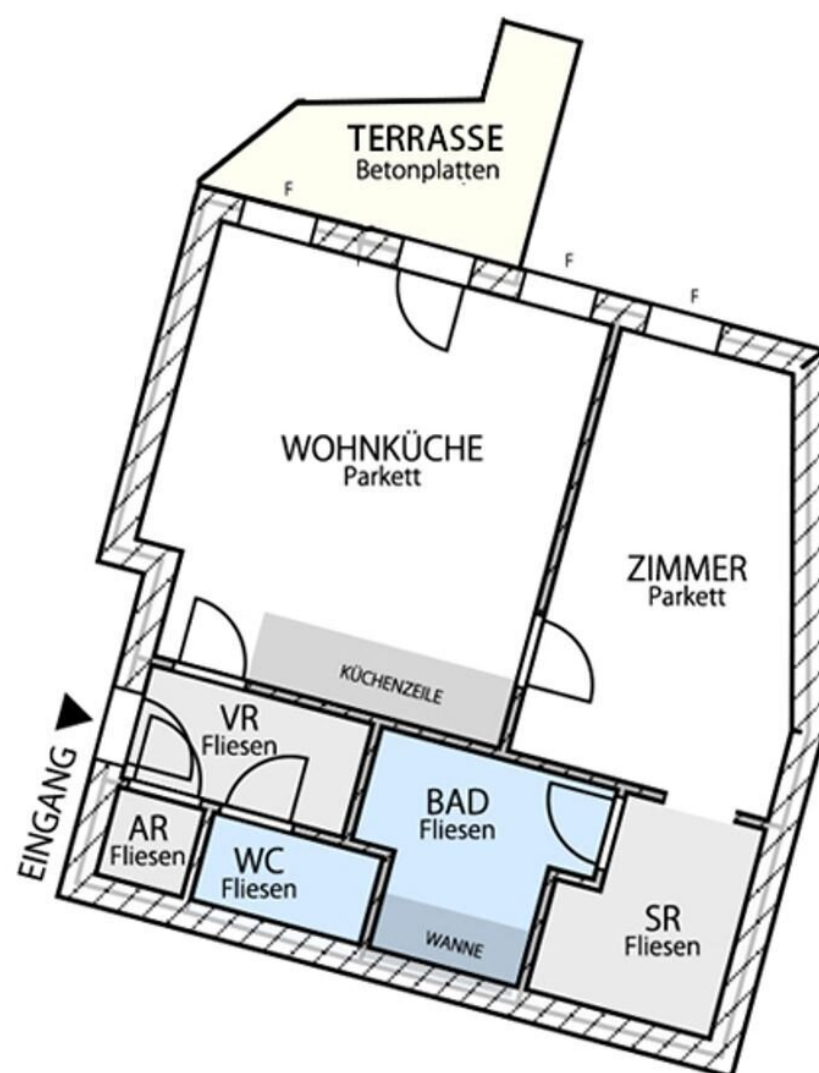 TERRASSE
Betonplatten
F
F
F
WOHNKÜCHE
Parkett
ZIMMER
Parkett
KÜCHENZEILE
VR
Fliesen
EINGANG
BAD
Fliesen
AR
Fliesen
WC
Fliesen
WANNE
SR
Fliesen